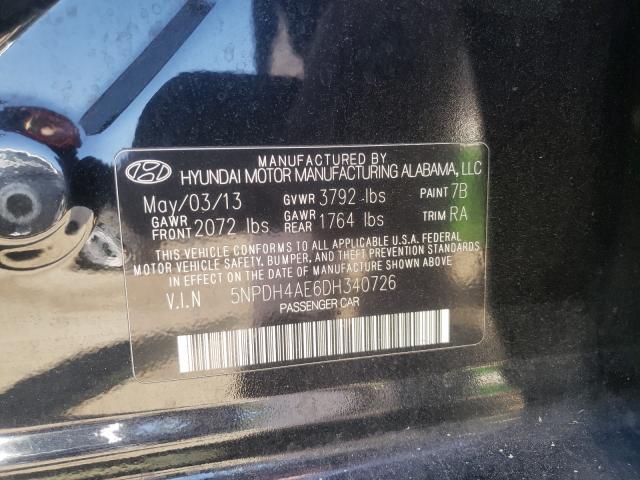 MANUFACTURED BY
HYUNDAI MOTOR MANUFACTURING ALABAMA, LLC
May/03/13 GVWR 3792 lbs PAINT 7B
GAWR FRONT 2072 lbs GAWR REAR 1764 lbs TRIM RA
THIS VEHICLE CONFORMS TO ALL APPLICABLE U.S.A. FEDERAL
MOTOR VEHICLE SAFETY, BUMPER, AND THEFT PREVENTION STANDARDS
IN EFFECT ON THE DATE OF MANUFACTURE SHOWN ABOVE.
V.I.N 5NPDH4AE6DH340726
PASSENGER CAR